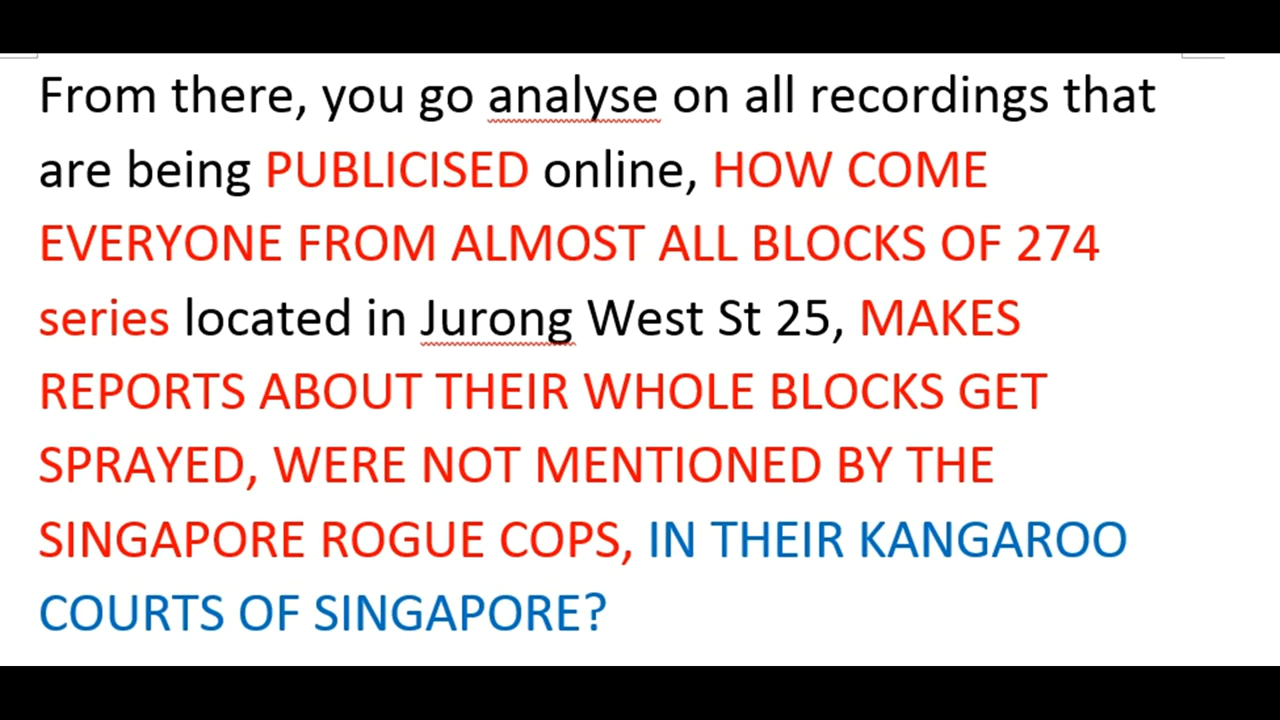 From there, you go analyse on all recordings that
are being PUBLICISED online, HOW COME
EVERYONE FROM ALMOST ALL BLOCKS OF 274
series located in Jurong West St 25, MAKES
REPORTS ABOUT THEIR WHOLE BLOCKS GET
SPRAYED, WERE NOT MENTIONED BY THE
SINGAPORE ROGUE COPS, IN THEIR KANGAROO
COURTS OF SINGAPORE?